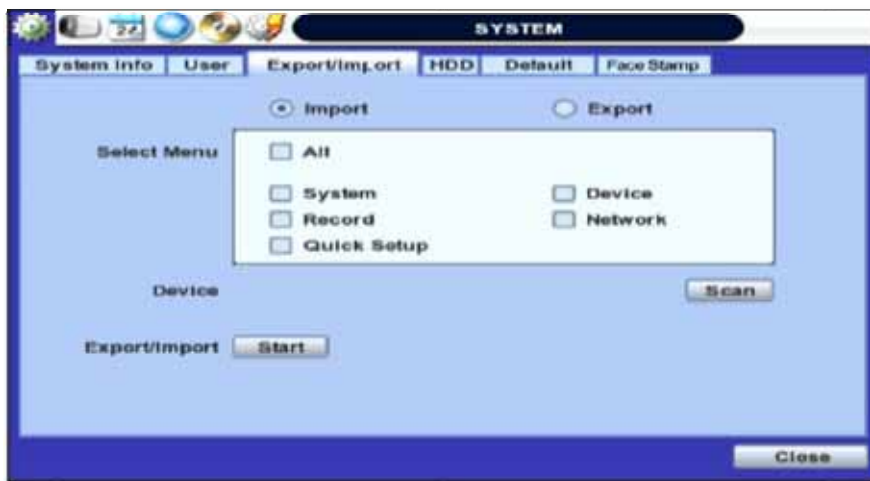 SYSTEM
System Info User Export/Import HDD Default Face Stamp
Import Export
Select Menu All
System Device
Record Network
Quick Setup
Device Scan
Export/Import Start
Close